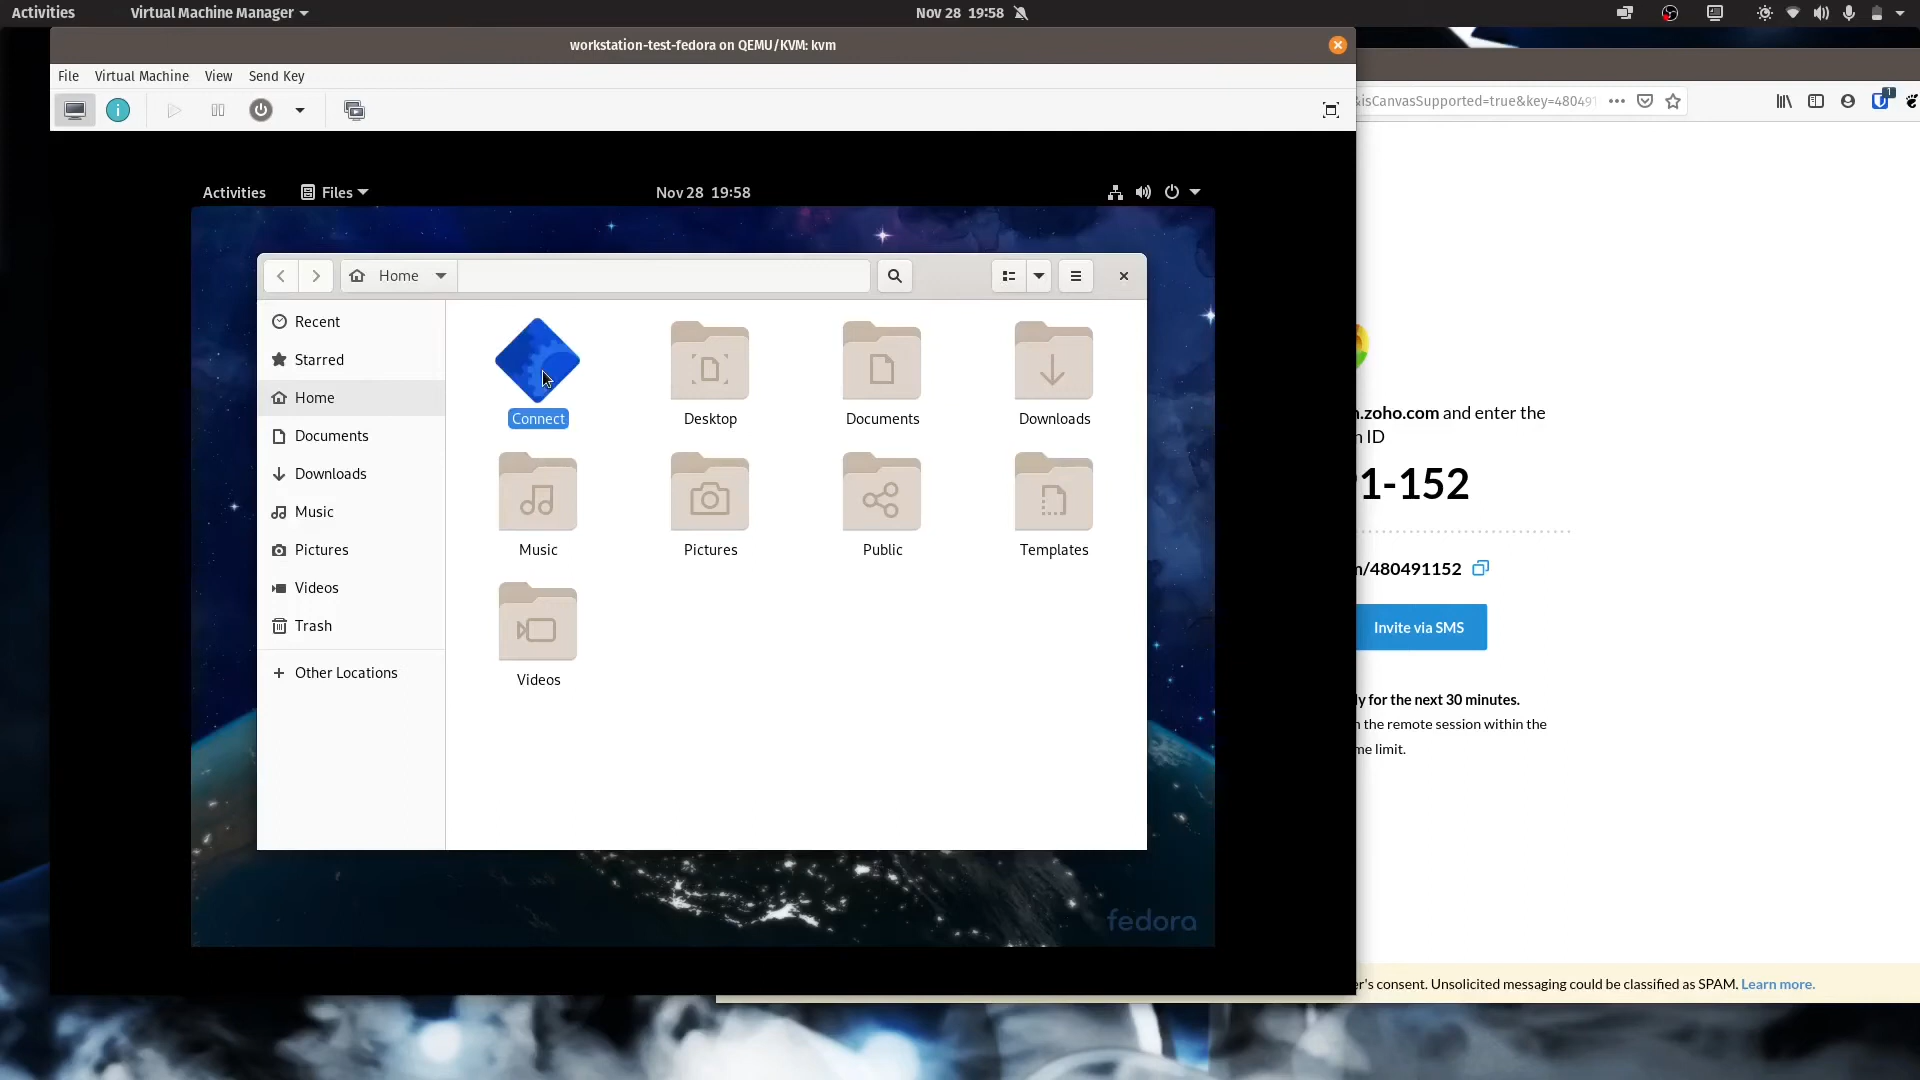 Activities Virtual Machine Manager Nov 28 19:58
workstation-test-fedora on QEMU/KVM: kvm
File Virtual Machine View Send Key
&isCanvasSupported=true&key=48049
1
Activities Files Nov 28 19:58
Home
Recent
Starred
Home
Documents
Downloads
Music
Pictures
Videos
Trash
Other Locations
Connect Desktop Documents Downloads
Music Pictures Public Templates
Videos
fedora
.zoho.com and enter the
ID
1-152
/480491152
Invite via SMS
for the next 30 minutes.
the remote session within the
limit.
's consent. Unsolicited messaging could be classified as SPAM. Learn more.